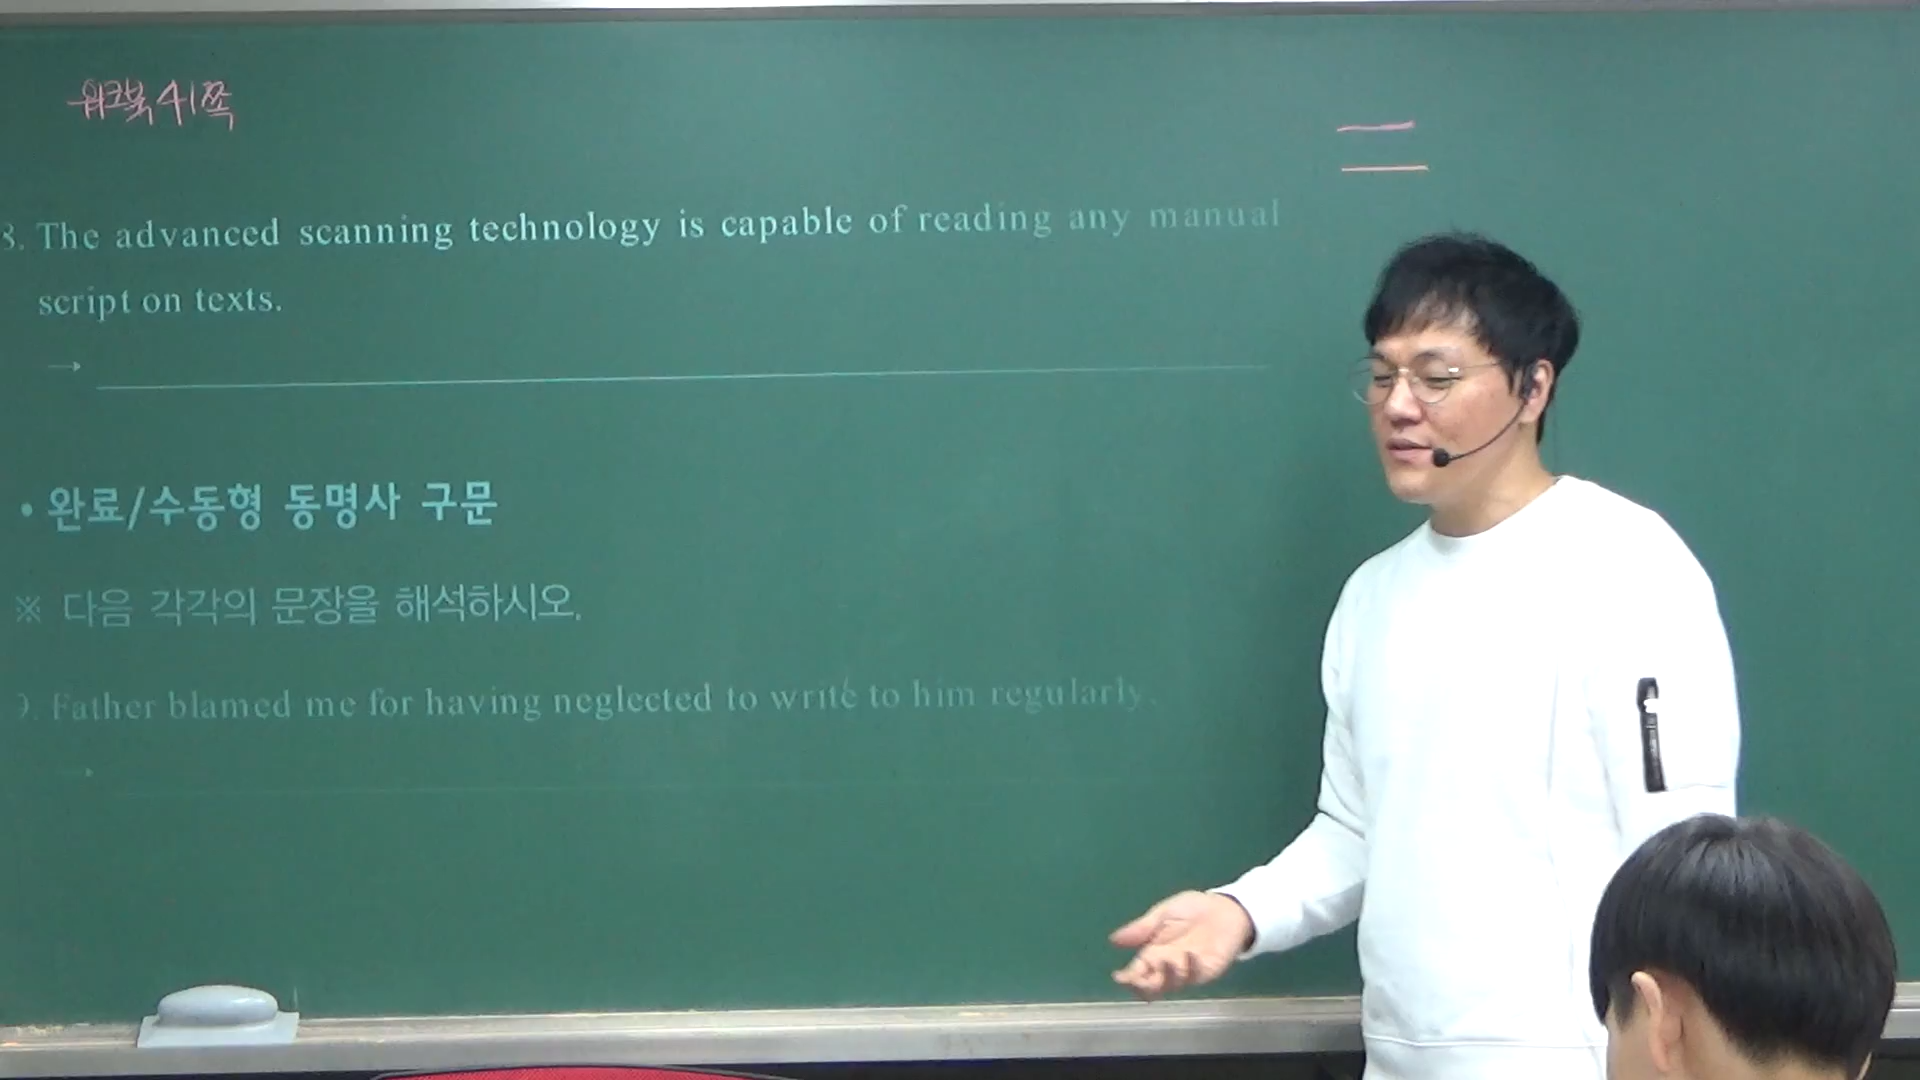 워크북 41쪽
8. The advanced scanning technology is capable of reading any manual
script on texts.
→
• 완료/수동형 동명사 구문
※ 다음 각각의 문장을 해석하시오.
9. Father blamed me for having neglected to write to him regularly.
→